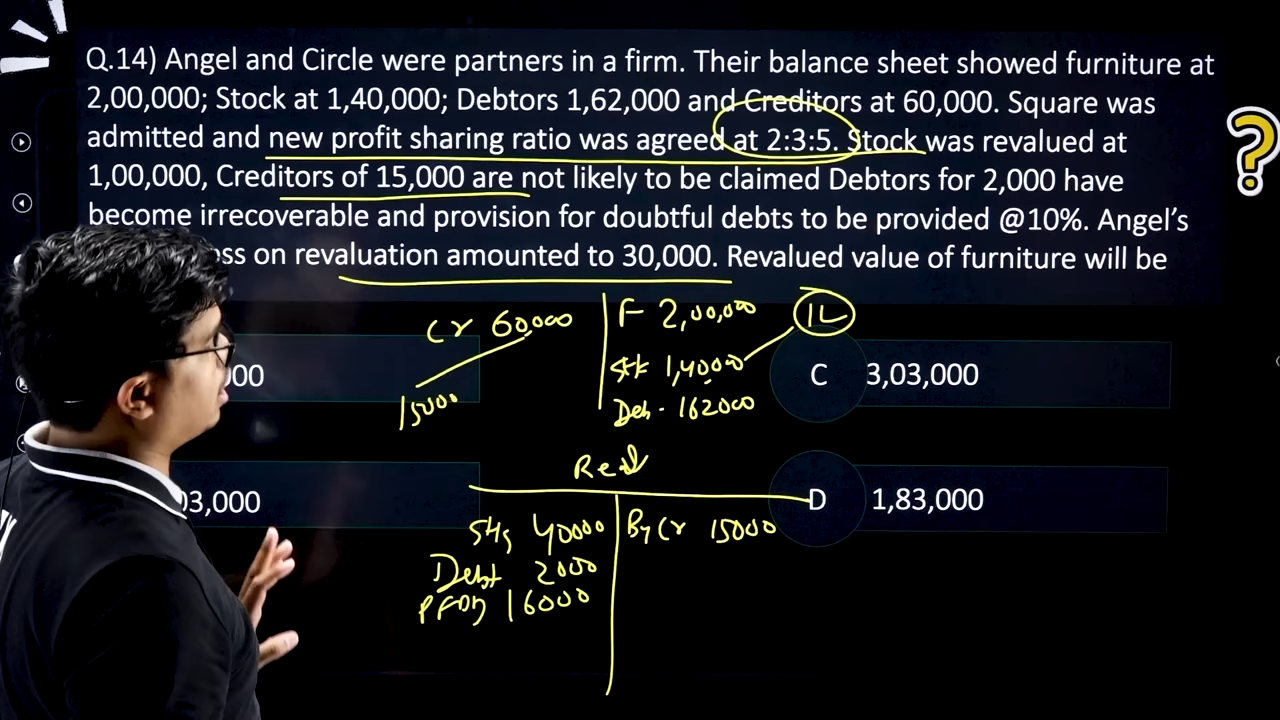 Q.14) Angel and Circle were partners in a firm. Their balance sheet showed furniture at
2,00,000; Stock at 1,40,000; Debtors 1,62,000 and Creditors at 60,000. Square was
admitted and new profit sharing ratio was agreed at 2:3:5. Stock was revalued at
1,00,000, Creditors of 15,000 are not likely to be claimed Debtors for 2,000 have
become irrecoverable and provision for doubtful debts to be provided @10%. Angel’s
on revaluation amounted to 30,000. Revalued value of furniture will be
Cr 60,000
15000
F 2,00,000
1L
Stk 1,40000
Deb. 162000
C 3,03,000
03,000
D 1,83,000
40000
By Cr 15000
Debt 2000
16000
?